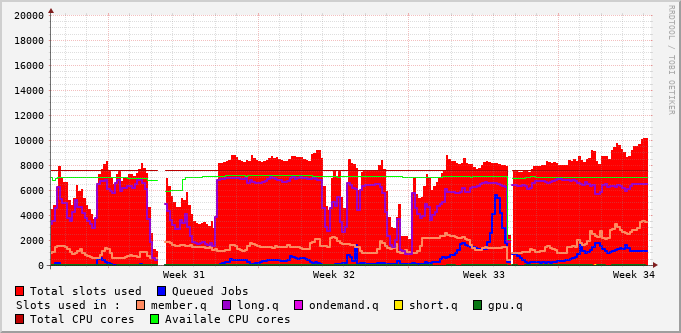 20000
18000
16000
14000
12000
10000
8000
6000
4000
2000
0
Week 31 Week 32 Week 33 Week 34
RRDTOOL / TOBI OETIKER
Total slots used Queued Jobs
Slots used in : member.q long.q ondemand.q short.q gpu.q
Total CPU cores Availale CPU cores